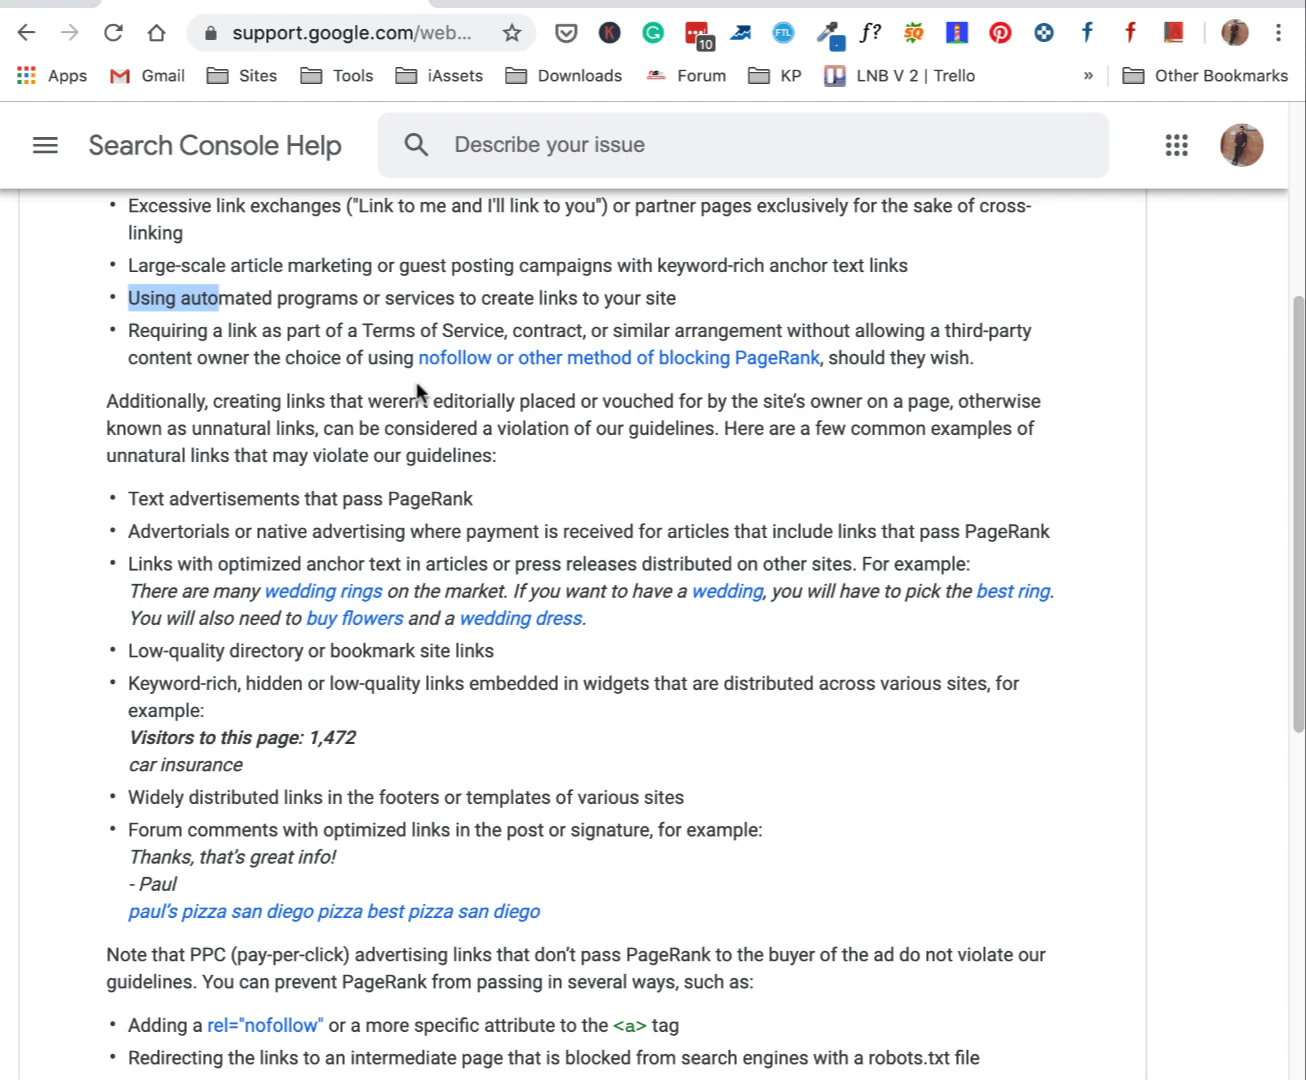 support.google.com/web...
10
FTL
f?
SQ
Apps
Gmail
Sites
Tools
iAssets
Downloads
Forum
KP
LNB V 2 | Trello
»
Other Bookmarks
Search Console Help
Describe your issue
• Excessive link exchanges ("Link to me and I'll link to you") or partner pages exclusively for the sake of cross-
linking
• Large-scale article marketing or guest posting campaigns with keyword-rich anchor text links
• Using automated programs or services to create links to your site
• Requiring a link as part of a Terms of Service, contract, or similar arrangement without allowing a third-party
content owner the choice of using nofollow or other method of blocking PageRank, should they wish.
Additionally, creating links that weren't editorially placed or vouched for by the site's owner on a page, otherwise
known as unnatural links, can be considered a violation of our guidelines. Here are a few common examples of
unnatural links that may violate our guidelines:
• Text advertisements that pass PageRank
• Advertorials or native advertising where payment is received for articles that include links that pass PageRank
• Links with optimized anchor text in articles or press releases distributed on other sites. For example:
There are many wedding rings on the market. If you want to have a wedding, you will have to pick the best ring.
You will also need to buy flowers and a wedding dress.
• Low-quality directory or bookmark site links
• Keyword-rich, hidden or low-quality links embedded in widgets that are distributed across various sites, for
example:
Visitors to this page: 1,472
car insurance
• Widely distributed links in the footers or templates of various sites
• Forum comments with optimized links in the post or signature, for example:
Thanks, that's great info!
- Paul
paul's pizza san diego pizza best pizza san diego
Note that PPC (pay-per-click) advertising links that don't pass PageRank to the buyer of the ad do not violate our
guidelines. You can prevent PageRank from passing in several ways, such as:
• Adding a rel="nofollow" or a more specific attribute to the <a> tag
• Redirecting the links to an intermediate page that is blocked from search engines with a robots.txt file